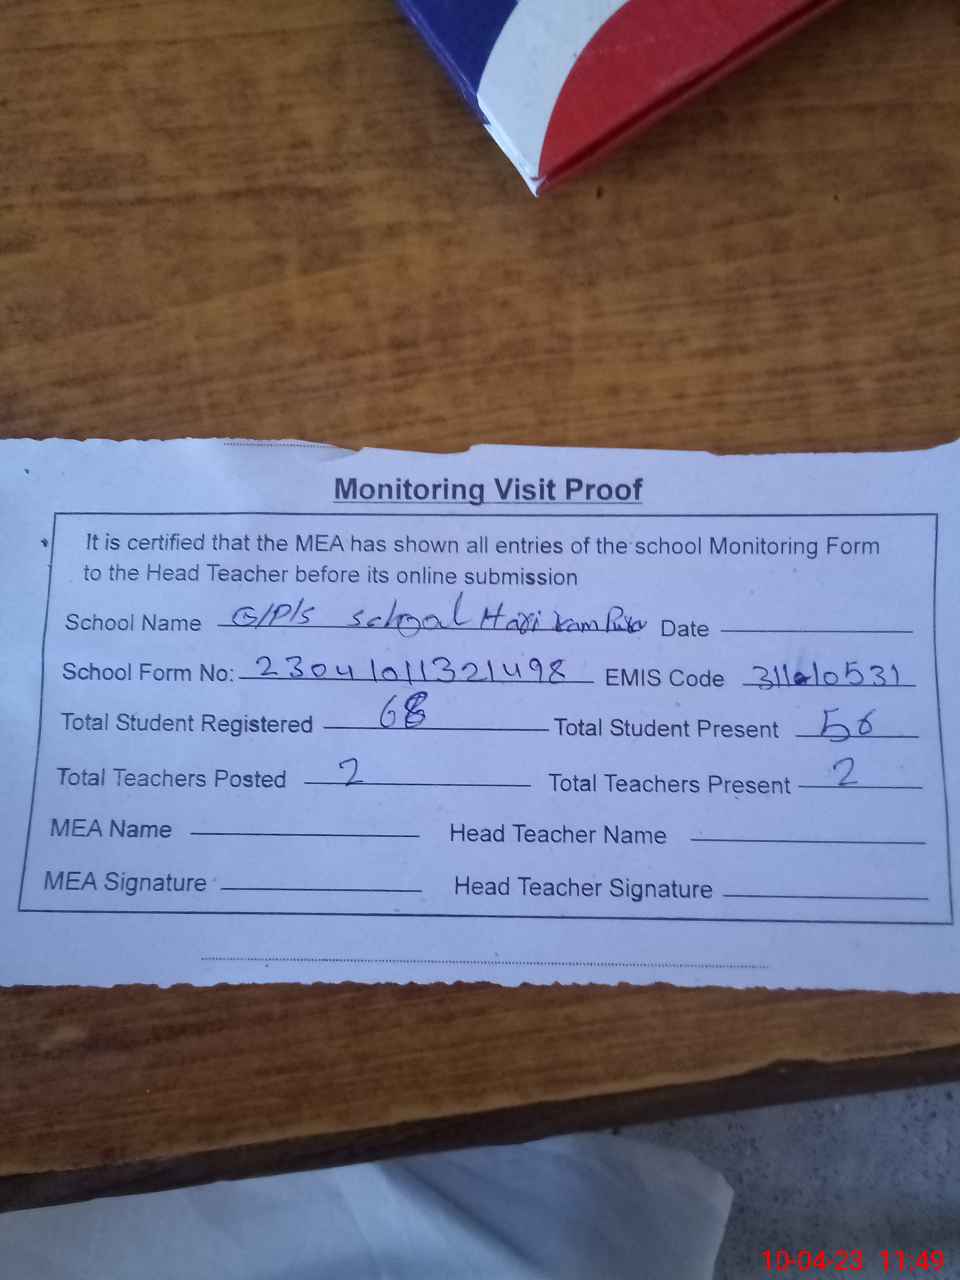 Monitoring Visit Proof
It is certified that the MEA has shown all entries of the school Monitoring Form
to the Head Teacher before its online submission
School Name G/P/S school Hari Date
School Form No: 23041011321498 EMIS Code
Total Student Registered 68 Total Student Present 56
Total Teachers Posted 2 Total Teachers Present 2
MEA Name Head Teacher Name
MEA Signature Head Teacher Signature
10-04-23 11:49